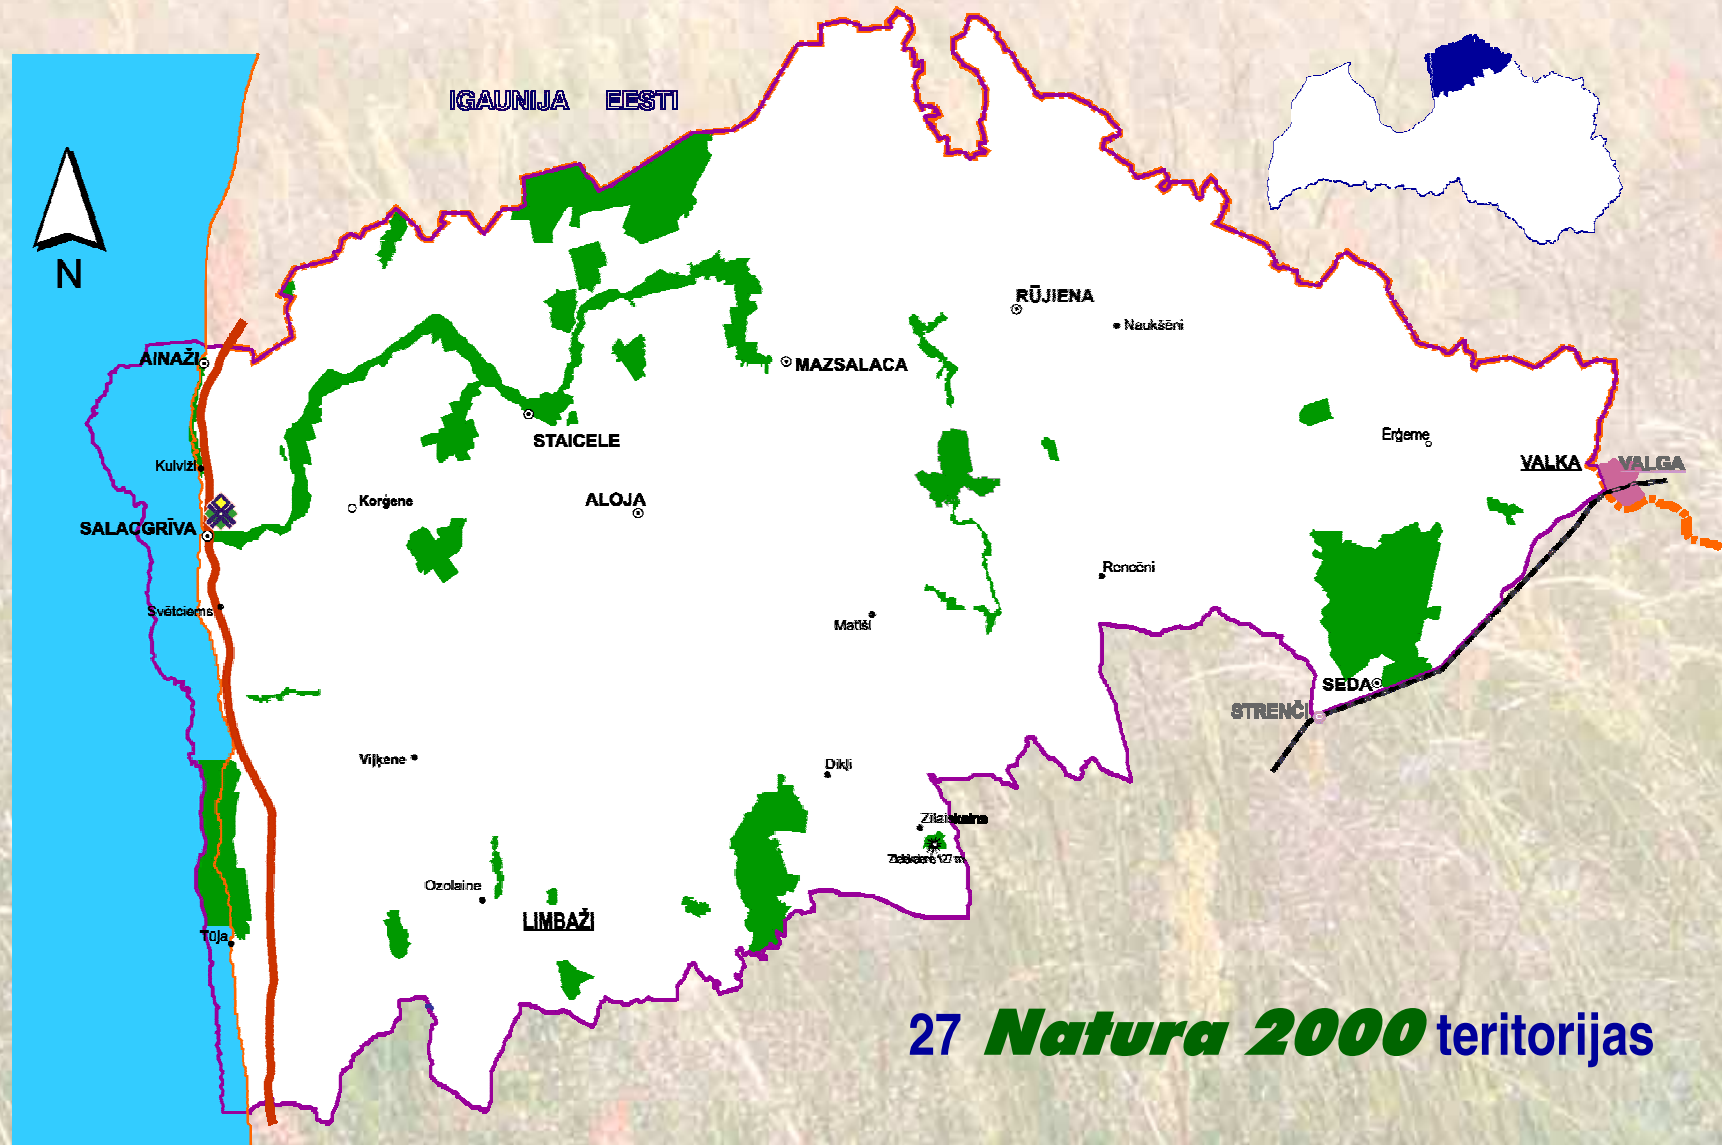 IGAUNIJA EESTI
N
RŪJIENA
Naukšēni
AINAŽI
MAZSALACA
STAICELE
Ērģeme
VALKA
VALGA
Kuivīži
Korģene
ALOJA
SALACGRĪVA
Rencēni
Svētciems
Matīši
SEDA
STRENČI
Viļķene
Dikļi
Zilaiskalns
Ozolaine
LIMBAŽI
Tūja
27 Natura 2000 teritorijas